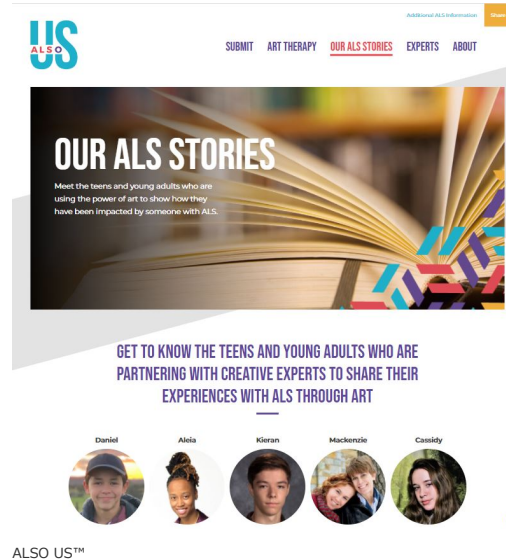 Additional ALS Information
Share
US
ALSO
SUBMIT ART THERAPY OUR ALS STORIES EXPERTS ABOUT
OUR ALS STORIES
Meet the teens and young adults who are
using the power of art to show how they
have been impacted by someone with ALS.
GET TO KNOW THE TEENS AND YOUNG ADULTS WHO ARE
PARTNERING WITH CREATIVE EXPERTS TO SHARE THEIR
EXPERIENCES WITH ALS THROUGH ART
Daniel Aleia Kieran Mackenzie Cassidy
ALSO US™